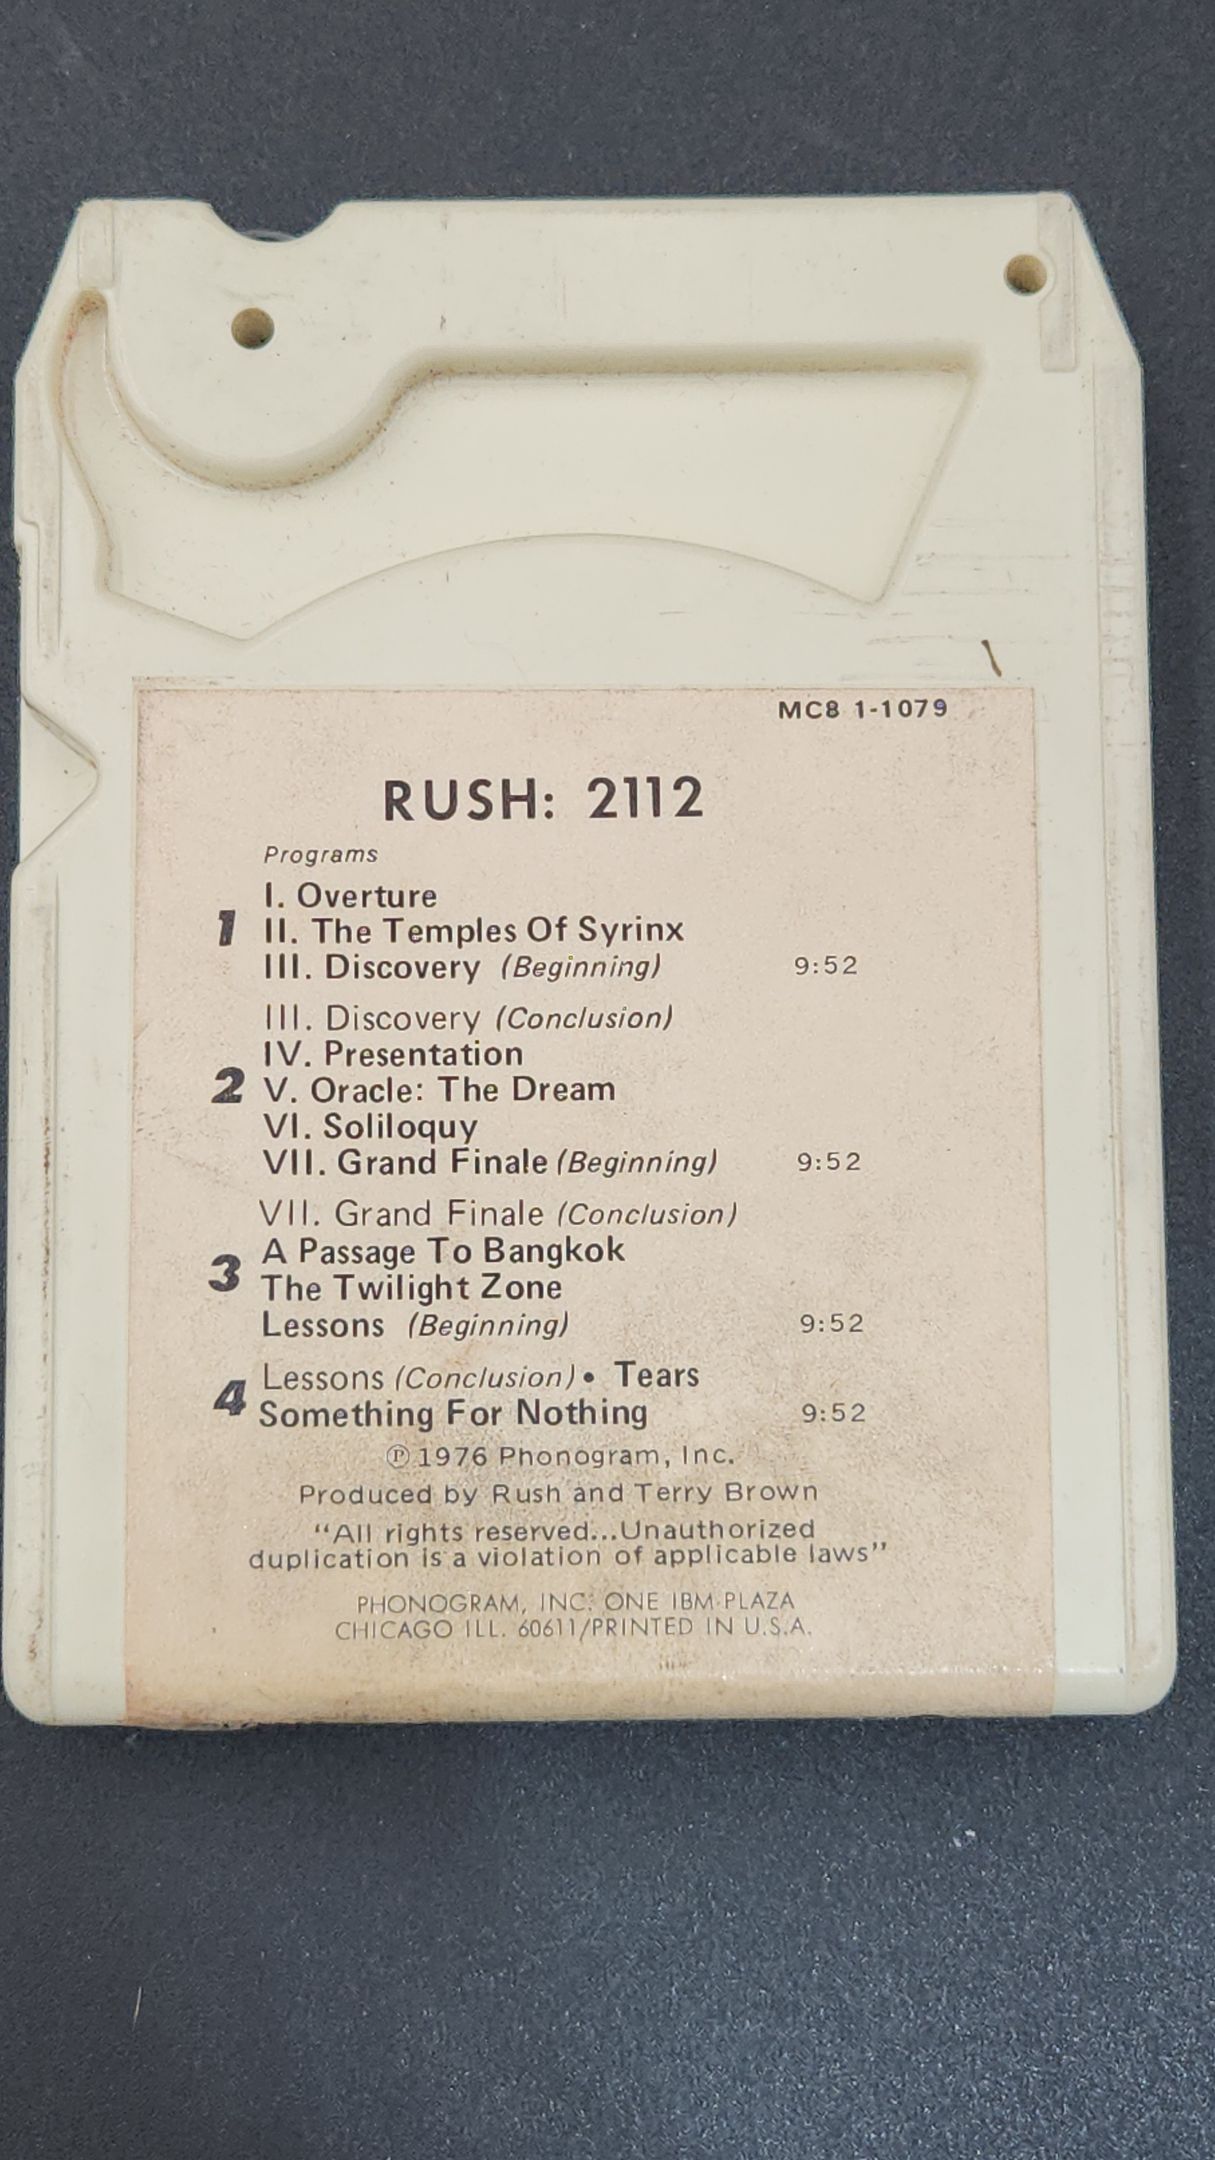 MC8 1-1079
RUSH: 2112
Programs
1
I. Overture
II. The Temples Of Syrinx
III. Discovery (Beginning) 9:52
2
III. Discovery (Conclusion)
IV. Presentation
V. Oracle: The Dream
VI. Soliloquy
VII. Grand Finale (Beginning) 9:52
3
VII. Grand Finale (Conclusion)
A Passage To Bangkok
The Twilight Zone
Lessons (Beginning) 9:52
4
Lessons (Conclusion) • Tears
Something For Nothing 9:52
℗ 1976 Phonogram, Inc.
Produced by Rush and Terry Brown
“All rights reserved...Unauthorized
duplication is a violation of applicable laws”
PHONOGRAM, INC. ONE IBM PLAZA
CHICAGO ILL. 60611/PRINTED IN U.S.A.